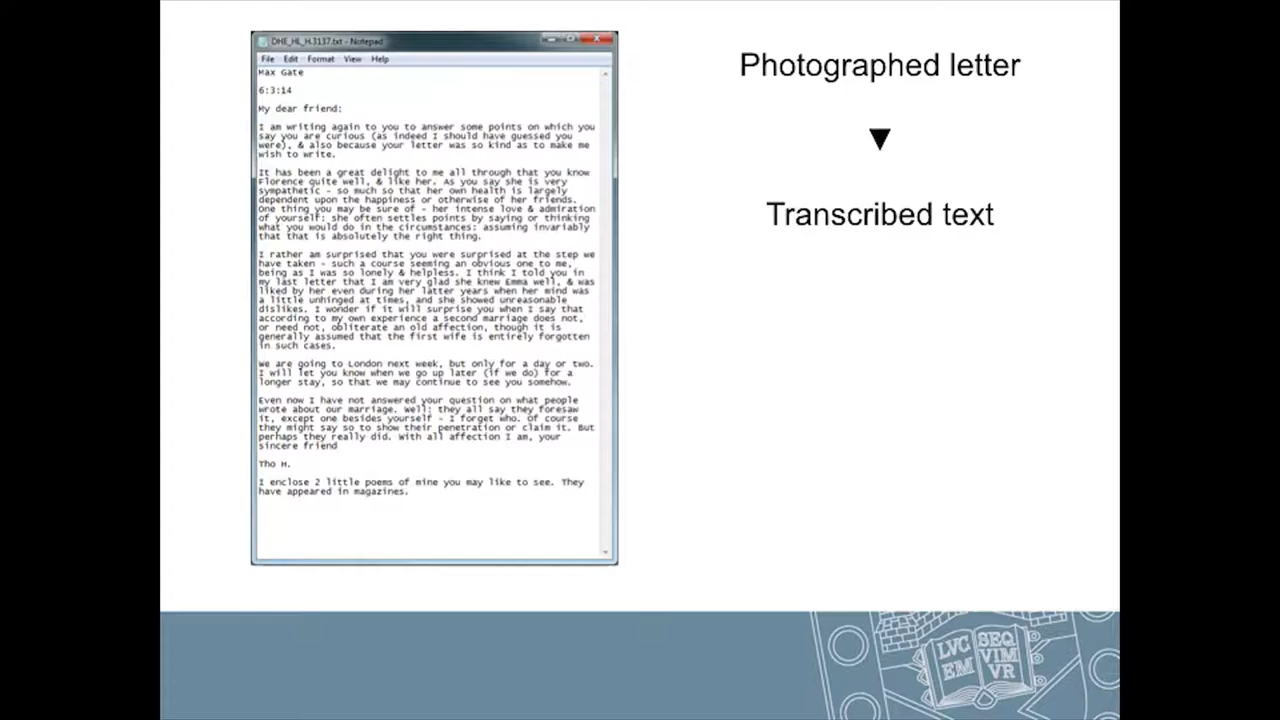 DHE_HL_H.3137.txt - Notepad
File Edit Format View Help
Max Gate
6:3:14
My dear friend:
I am writing again to you to answer some points on which you
say you are curious (as indeed I should have guessed you
were), & also because your letter was so kind as to make me
wish to write.
It has been a great delight to me all through that you know
Florence quite well, & like her. As you say she is very
sympathetic - so much so that her own health is largely
dependent upon the happiness or otherwise of her friends.
One thing you may be sure of - her intense love & admiration
of yourself: she often settles points by saying or thinking
what you would do in the circumstances: assuming invariably
that that is absolutely the right thing.
I rather am surprised that you were surprised at the step we
have taken - such a course seeming an obvious one to me,
being as I was so lonely & helpless. I think I told you in
my last letter that I am very glad she knew Emma well, & was
liked by her even during her latter years when her mind was
a little unhinged at times, and she showed unreasonable
dislikes. I wonder if it will surprise you when I say that
according to my own experience a second marriage does not,
or need not, obliterate an old affection, though it is
generally assumed that the first wife is entirely forgotten
in such cases.
We are going to London next week, but only for a day or two.
I will let you know when we go up later (if we do) for a
longer stay, so that we may continue to see you somehow.
Even now I have not answered your question on what people
wrote about our marriage. Well: they all say they foresaw
it, except one besides yourself - I forget who. Of course
they might say so to show their penetration or claim it. But
perhaps they really did. With all affection I am, your
sincere friend
Tho H.
I enclose 2 little poems of mine you may like to see. They
have appeared in magazines.
Photographed letter
Transcribed text
LVC SEQ
EM VIM
VR